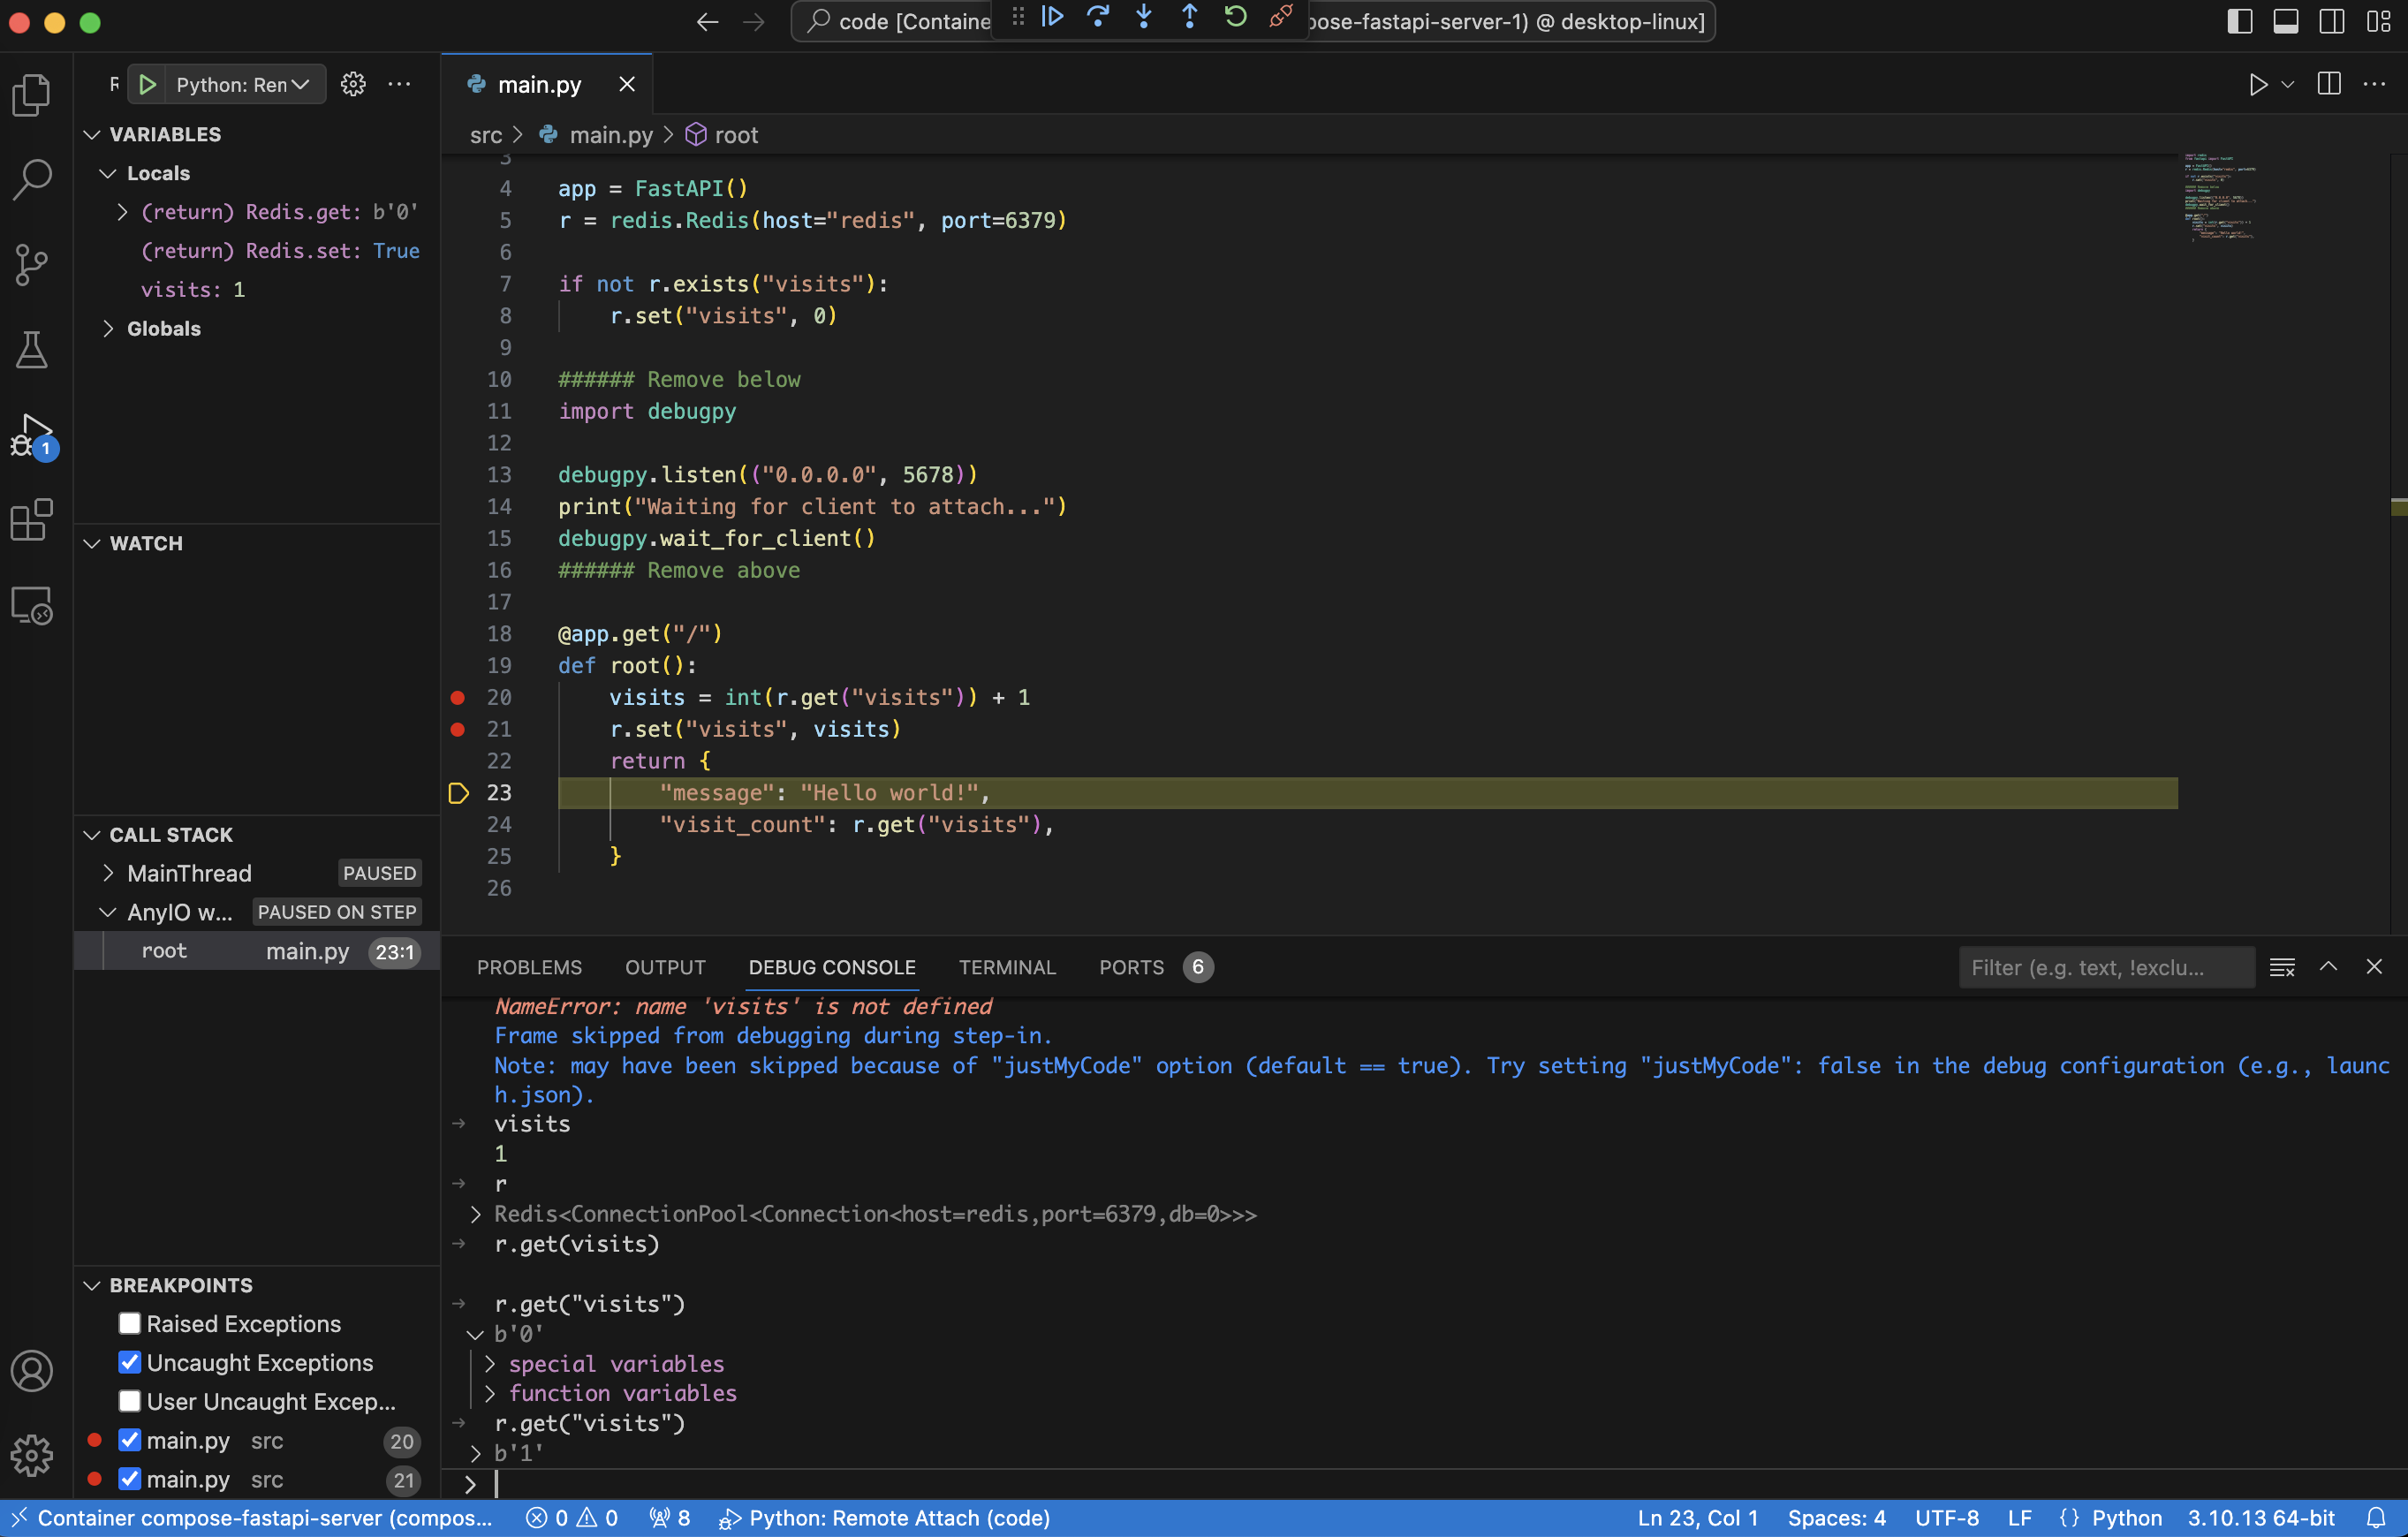 code [Containe
pose-fastapi-server-1) @ desktop-linux]
R
Python: Ren
main.py
src > main.py > root
VARIABLES
Locals
(return) Redis.get: b'0'
(return) Redis.set: True
visits: 1
Globals
WATCH
CALL STACK
MainThread PAUSED
AnyIO w... PAUSED ON STEP
root main.py 23:1
BREAKPOINTS
Raised Exceptions
Uncaught Exceptions
User Uncaught Excep...
main.py src 20
main.py src 21
1
3
4 app = FastAPI()
5 r = redis.Redis(host="redis", port=6379)
6
7 if not r.exists("visits"):
8 r.set("visits", 0)
9
10 ###### Remove below
11 import debugpy
12
13 debugpy.listen(("0.0.0.0", 5678))
14 print("Waiting for client to attach...")
15 debugpy.wait_for_client()
16 ###### Remove above
17
18 @app.get("/")
19 def root():
20 visits = int(r.get("visits")) + 1
21 r.set("visits", visits)
22 return {
23 "message": "Hello world!",
24 "visit_count": r.get("visits"),
25 }
26
PROBLEMS OUTPUT DEBUG CONSOLE TERMINAL PORTS 6
Filter (e.g. text, !exclu...
NameError: name 'visits' is not defined
Frame skipped from debugging during step-in.
Note: may have been skipped because of "justMyCode" option (default == true). Try setting "justMyCode": false in the debug configuration (e.g., launc
h.json).
visits
1
r
Redis<ConnectionPool<Connection<host=redis,port=6379,db=0>>>
r.get(visits)
r.get("visits")
b'0'
special variables
function variables
r.get("visits")
b'1'
>
Container compose-fastapi-server (compos... 0 0 8 Python: Remote Attach (code) Ln 23, Col 1 Spaces: 4 UTF-8 LF {} Python 3.10.13 64-bit